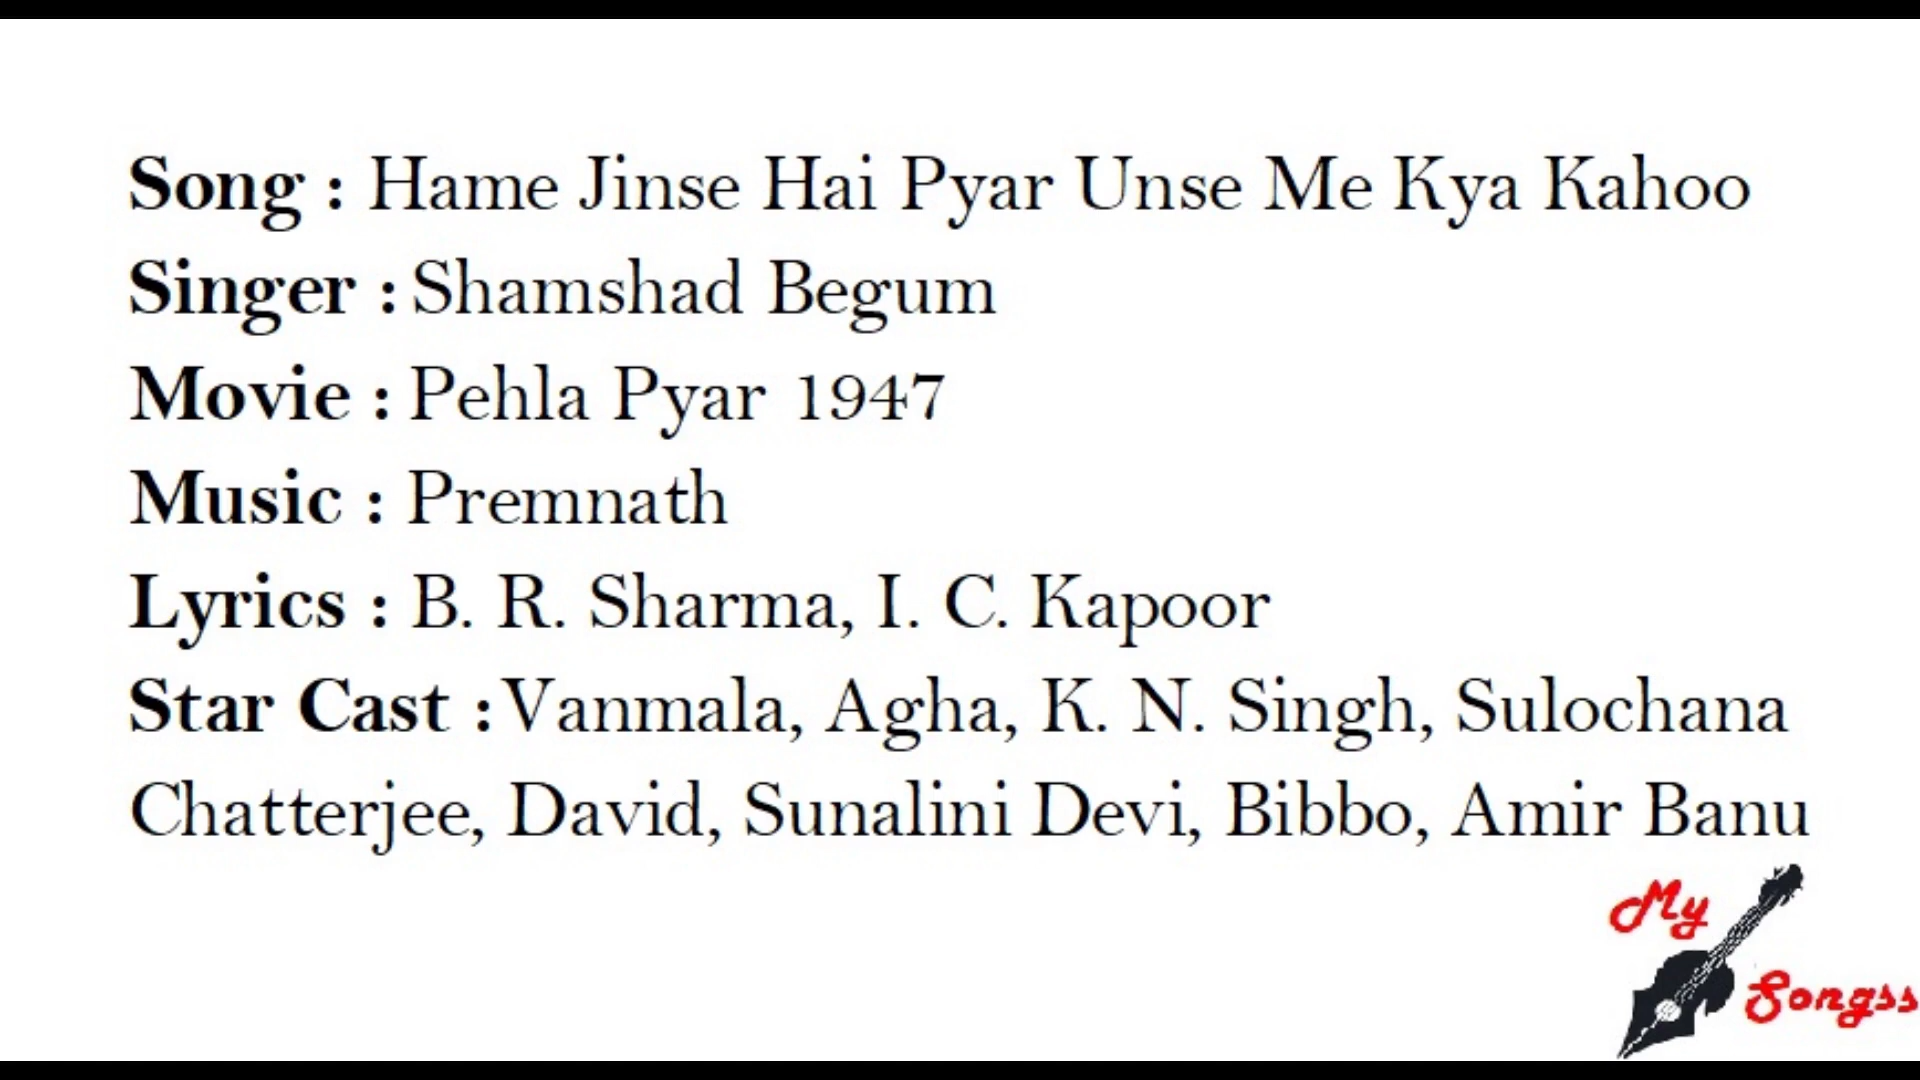 Song : Hame Jinse Hai Pyar Unse Me Kya Kahoo
Singer : Shamshad Begum
Movie : Pehla Pyar 1947
Music : Premnath
Lyrics : B. R. Sharma, I. C. Kapoor
Star Cast : Vanmala, Agha, K. N. Singh, Sulochana
Chatterjee, David, Sunalini Devi, Bibbo, Amir Banu
My
Songss